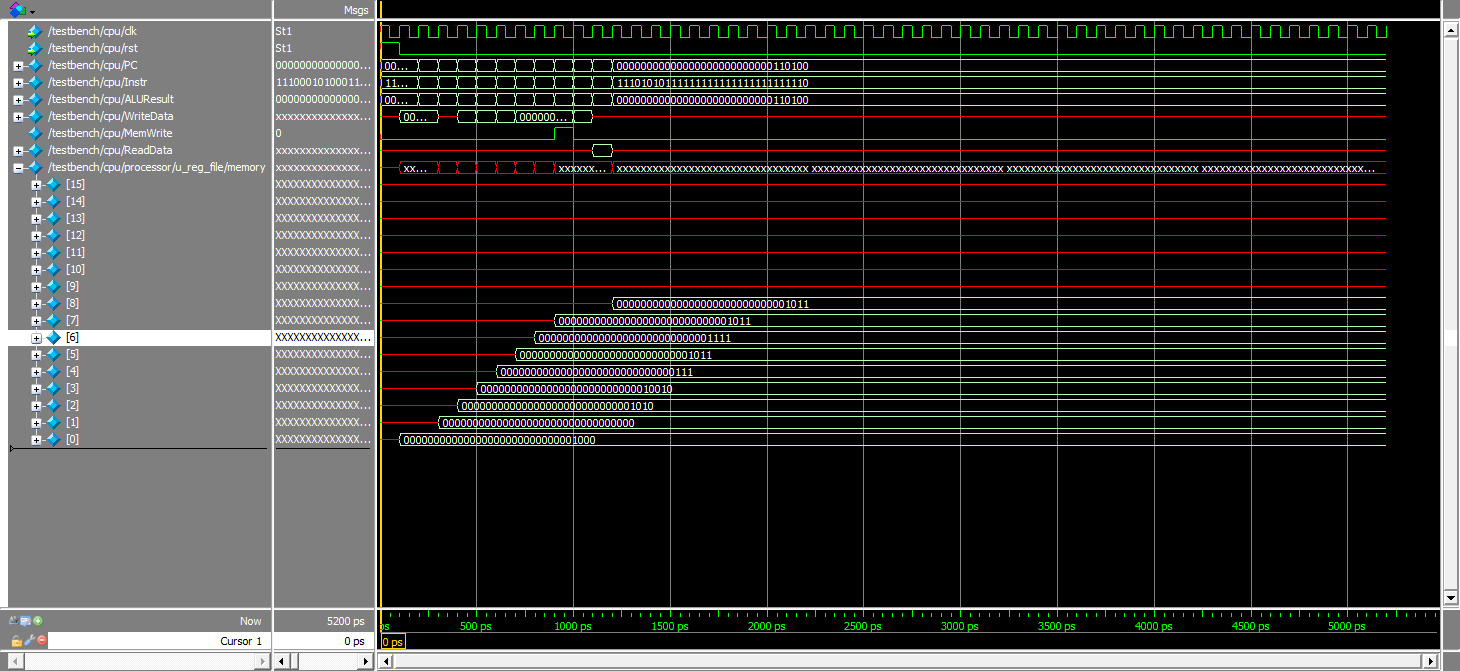 Msgs
/testbench/cpu/clk St1
/testbench/cpu/rst St1
/testbench/cpu/PC 00000000000000... 00... 00000000000000000000000000110100
/testbench/cpu/Instr 11100010100011... 11... 11101010111111111111111111111110
/testbench/cpu/ALUResult 00000000000000... 00... 00000000000000000000000000110100
/testbench/cpu/WriteData xxxxxxxxxxxxxx... 00... 000000...
/testbench/cpu/MemWrite 0
/testbench/cpu/ReadData xxxxxxxxxxxxxx...
/testbench/cpu/processor/u_reg_file/memory xxxxxxxxxxxxxx... xx... xxxxxx... xxxxxxxxxxxxxxxxxxxxxxxxxxxxxxxx xxxxxxxxxxxxxxxxxxxxxxxxxxxxxxxx xxxxxxxxxxxxxxxxxxxxxxxxxxxxxxxx xxxxxxxxxxxxxxxxxxxxxxxxxxx...
[15] XXXXXXXXXXXXXX...
[14] XXXXXXXXXXXXXX...
[13] XXXXXXXXXXXXXX...
[12] XXXXXXXXXXXXXX...
[11] XXXXXXXXXXXXXX...
[10] XXXXXXXXXXXXXX...
[9] XXXXXXXXXXXXXX...
[8] XXXXXXXXXXXXXX... 00000000000000000000000000001011
[7] XXXXXXXXXXXXXX... 00000000000000000000000000001011
[6] XXXXXXXXXXXXXX... 00000000000000000000000000001111
[5] XXXXXXXXXXXXXX... 00000000000000000000000000001011
[4] XXXXXXXXXXXXXX... 00000000000000000000000000000111
[3] XXXXXXXXXXXXXX... 00000000000000000000000000010010
[2] XXXXXXXXXXXXXX... 00000000000000000000000000001010
[1] XXXXXXXXXXXXXX... 00000000000000000000000000000000
[0] XXXXXXXXXXXXXX... 00000000000000000000000000001000
Now 5200 ps ps 500 ps 1000 ps 1500 ps 2000 ps 2500 ps 3000 ps 3500 ps 4000 ps 4500 ps 5000 ps
Cursor 1 0 ps 0 ps